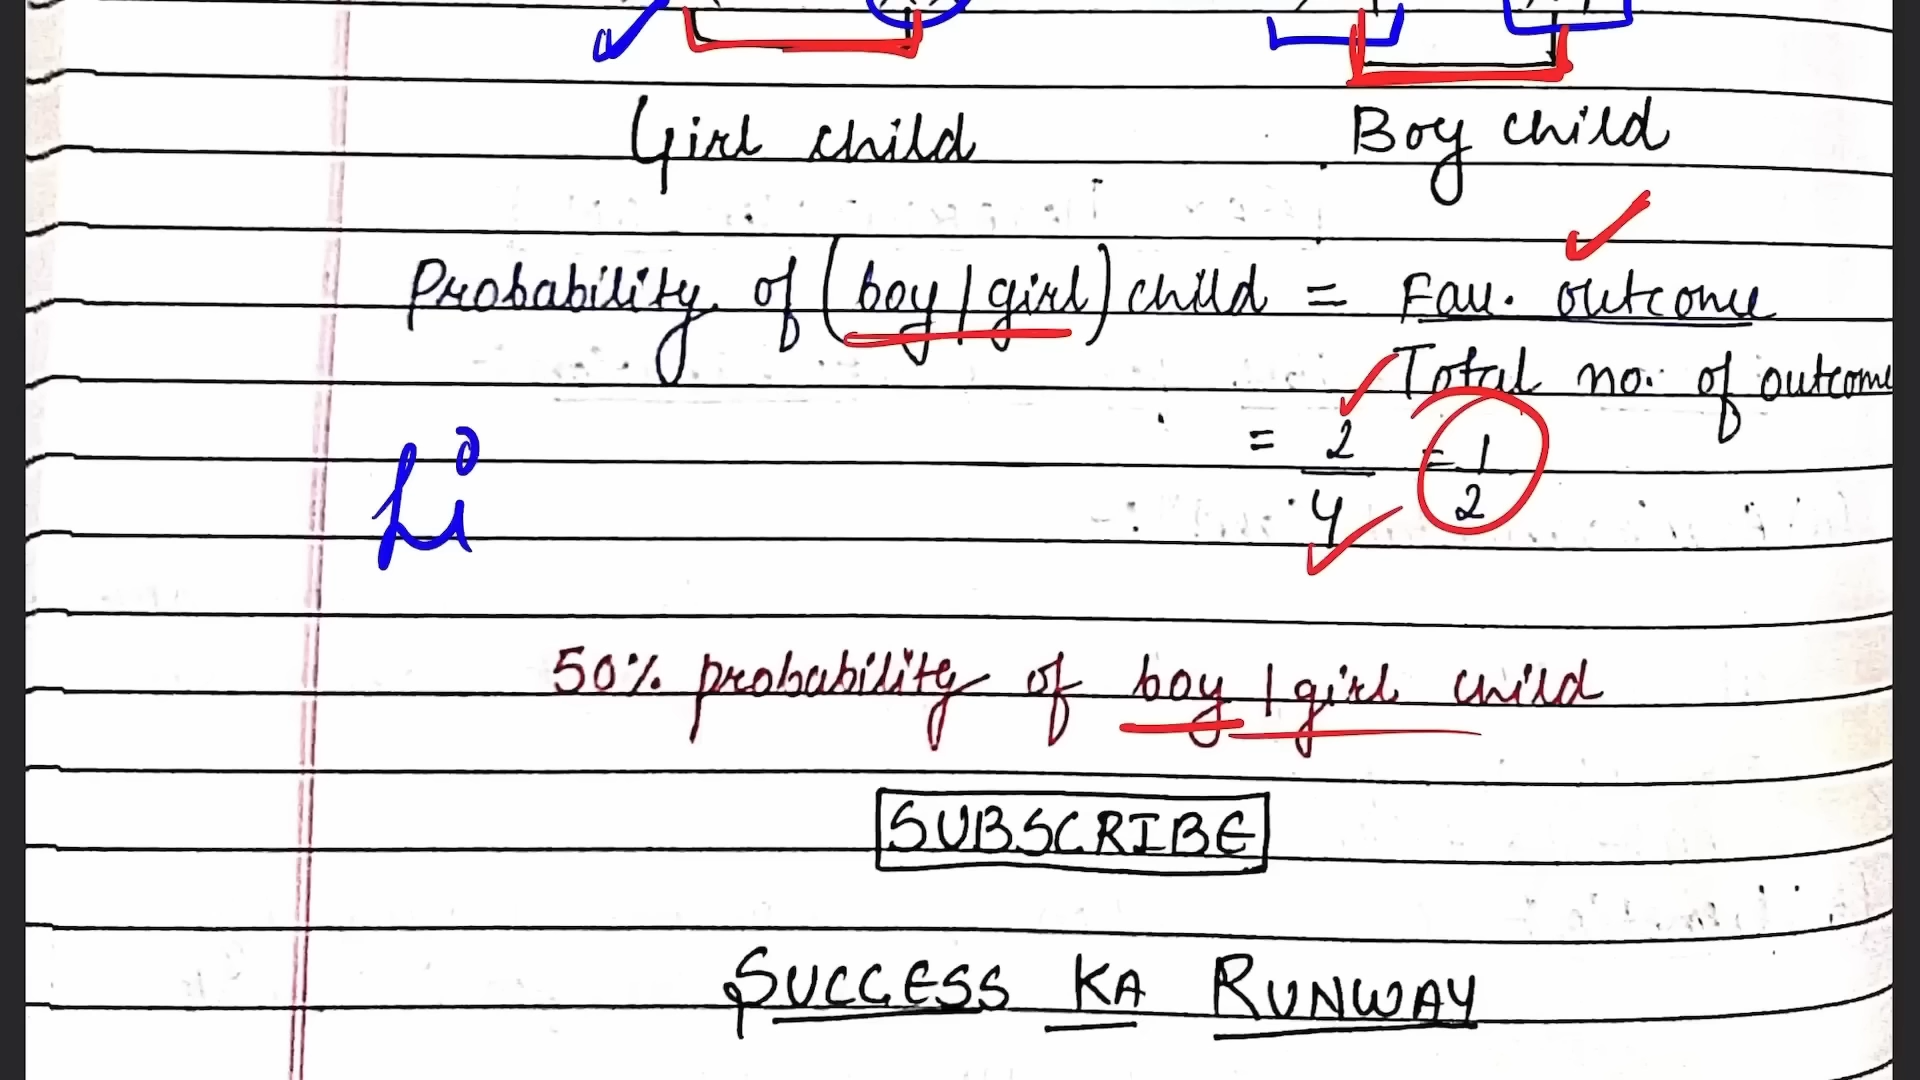 Girl child Boy child
Probability of (boy | girl) child = Fav. outcome
Total no. of outcome
= 2/4 = 1/2
Li
50% probability of boy | girl child
SUBSCRIBE
SUCCESS KA RUNWAY